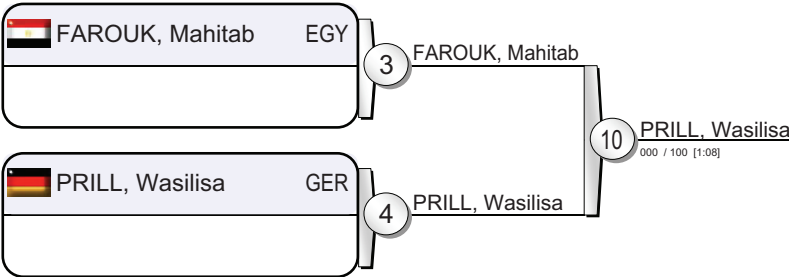 FAROUK, Mahitab EGY
3
FAROUK, Mahitab
10
PRILL, Wasilisa
000 / 100 [1:08]
PRILL, Wasilisa GER
4
PRILL, Wasilisa